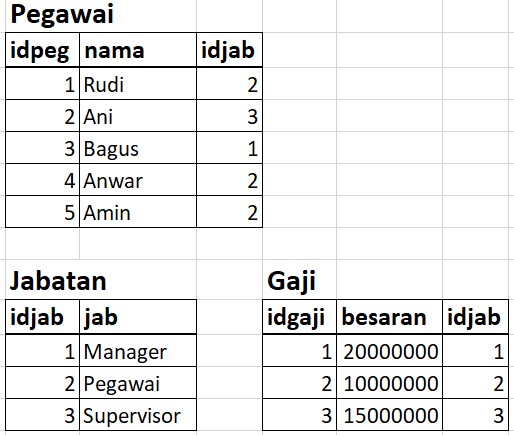 Pegawai
idpeg nama idjab
1 Rudi 2
2 Ani 3
3 Bagus 1
4 Anwar 2
5 Amin 2
Jabatan Gaji
idjab jab idgaji besaran idjab
1 Manager 1 20000000 1
2 Pegawai 2 10000000 2
3 Supervisor 3 15000000 3